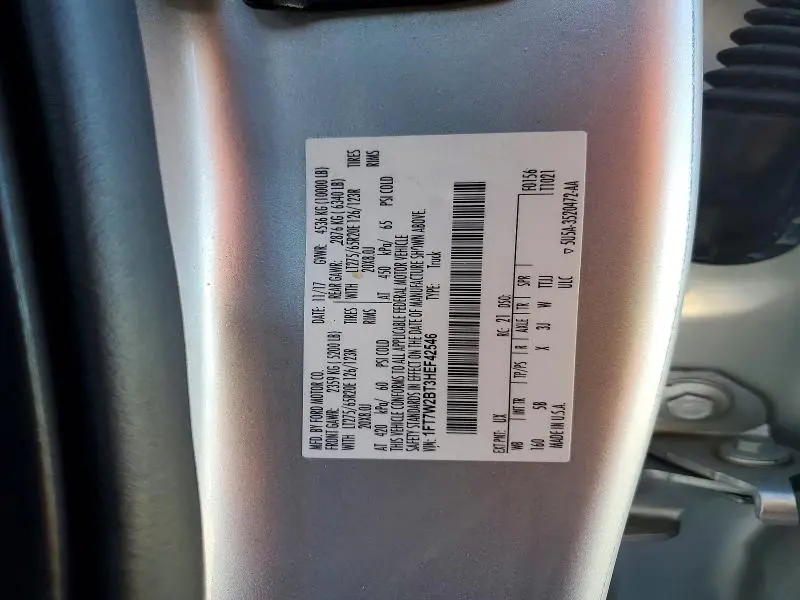 MFD. BY FORD MOTOR CO.
DATE: 11/17 GVWR: 4536 KG (10000 LB)
FRONT GAWR: 2359 KG ( 5200 LB) REAR GAWR: 2876 KG ( 6340 LB)
WITH LT275/65R20E 126/123R TIRES WITH LT275/65R20E 126/123R TIRES
20X8.0J RIMS 20X8.0J RIMS
AT 420 kPa/ 60 PSI COLD AT 450 kPa/ 65 PSI COLD
THIS VEHICLE CONFORMS TO ALL APPLICABLE FEDERAL MOTOR VEHICLE
SAFETY STANDARDS IN EFFECT ON THE DATE OF MANUFACTURE SHOWN ABOVE.
VIN: 1FT7W2BT3HEF42546 TYPE: Truck
EXT PNT: UX RC: 21 DSO: F0156
WB INT TR TP/PS R AXLE TR SPR T1021
160 5B X 3J W TTJJ
MADE IN U.S.A. ULC 5U5A-3520472-AA